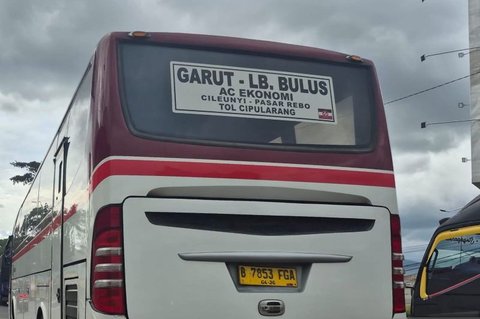 GARUT - LB. BULUS
AC EKONOMI
CILEUNYI - PASAR REBO
TOL CIPULARANG
B 7853 FGA